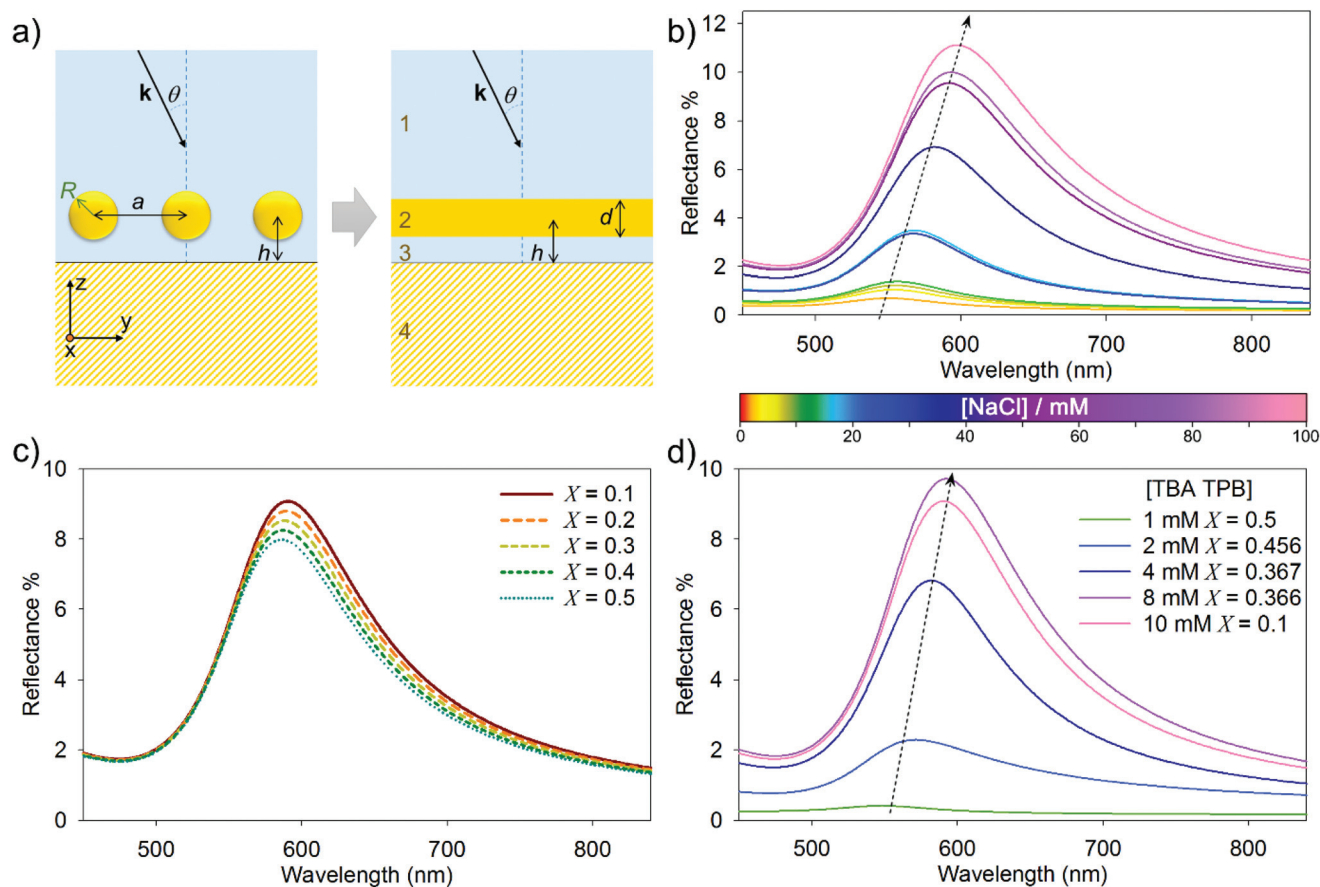 a)
k θ
1
R
a
h
2
d
3
h
z
y
x
4
k θ
b)
12
10
8
6
4
2
0
Reflectance %
500 600 700 800
Wavelength (nm)
[NaCl] / mM
0 20 40 60 80 100
c)
10
8
6
4
2
0
Reflectance %
500 600 700 800
Wavelength (nm)
X = 0.1
X = 0.2
X = 0.3
X = 0.4
X = 0.5
d)
10
8
6
4
2
0
Reflectance %
500 600 700 800
Wavelength (nm)
[TBA TPB]
1 mM X = 0.5
2 mM X = 0.456
4 mM X = 0.367
8 mM X = 0.366
10 mM X = 0.1